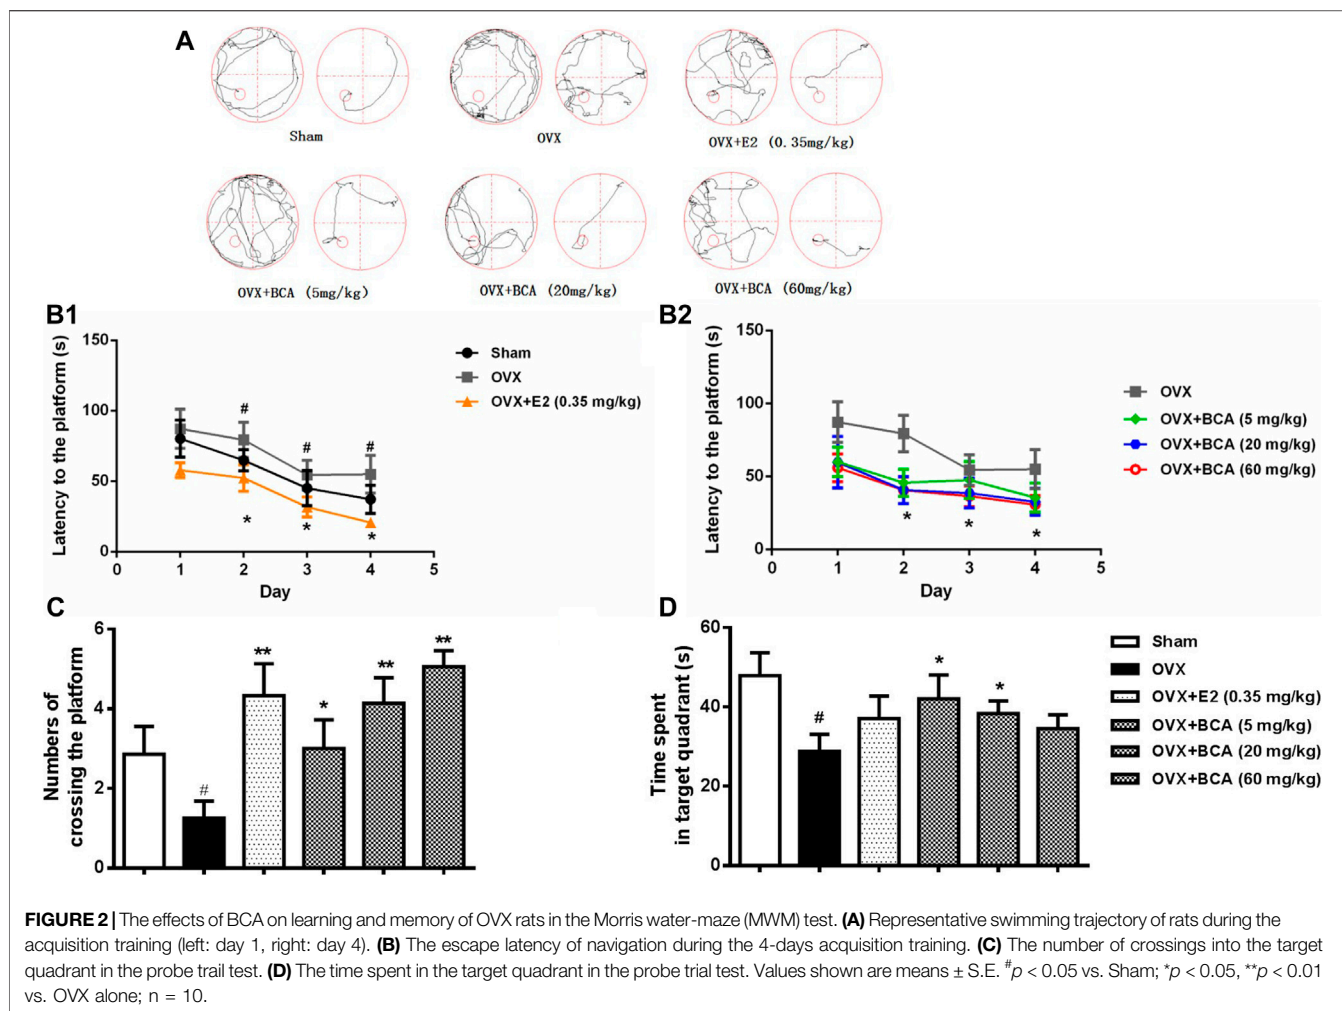 A
Sham
OVX
OVX+E2 (0.35mg/kg)
OVX+BCA (5mg/kg)
OVX+BCA (20mg/kg)
OVX+BCA (60mg/kg)
B1
Latency to the platform (s)
150
100
50
0
0 1 2 3 4 5
Day
# # #
* * *
Sham
OVX
OVX+E2 (0.35 mg/kg)
B2
Latency to the platform (s)
150
100
50
0
0 1 2 3 4 5
Day
* * *
OVX
OVX+BCA (5 mg/kg)
OVX+BCA (20 mg/kg)
OVX+BCA (60 mg/kg)
C
Numbers of
crossing the platform
6
4
2
0
# ** * ** **
D
Time spent
in target quadrant (s)
60
40
20
0
# * *
Sham
OVX
OVX+E2 (0.35 mg/kg)
OVX+BCA (5 mg/kg)
OVX+BCA (20 mg/kg)
OVX+BCA (60 mg/kg)
FIGURE 2 | The effects of BCA on learning and memory of OVX rats in the Morris water-maze (MWM) test. (A) Representative swimming trajectory of rats during the
acquisition training (left: day 1, right: day 4). (B) The escape latency of navigation during the 4-days acquisition training. (C) The number of crossings into the target
quadrant in the probe trail test. (D) The time spent in the target quadrant in the probe trial test. Values shown are means ± S.E. #p < 0.05 vs. Sham; *p < 0.05, **p < 0.01
vs. OVX alone; n = 10.